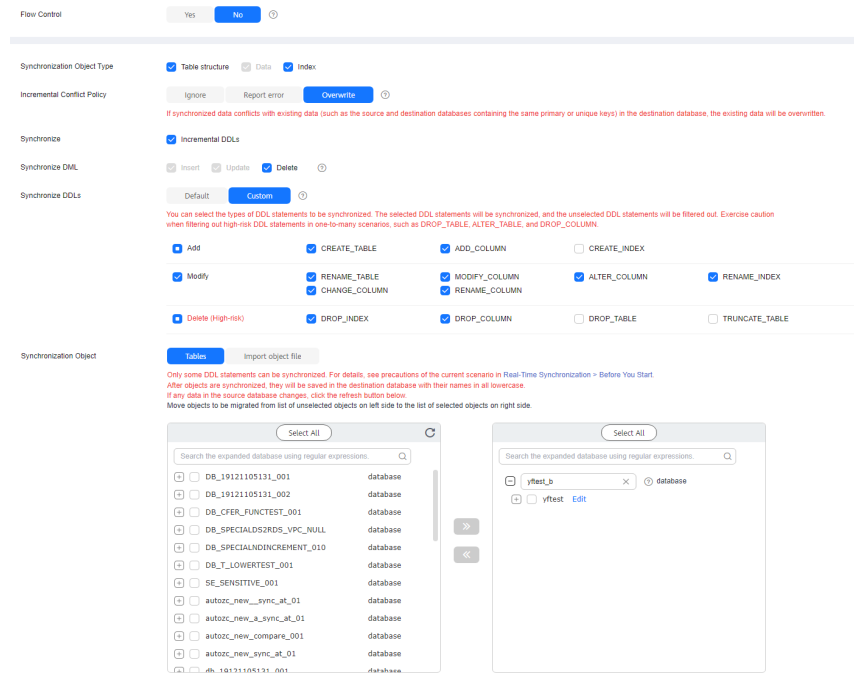 Flow Control
Yes No
Synchronization Object Type
Table structure Data Index
Incremental Conflict Policy
Ignore Report error Overwrite
If synchronized data conflicts with existing data (such as the source and destination databases containing the same primary or unique keys) in the destination database, the existing data will be overwritten.
Synchronize
Incremental DDLs
Synchronize DML
Insert Update Delete
Synchronize DDLs
Default Custom
You can select the types of DDL statements to be synchronized. The selected DDL statements will be synchronized, and the unselected DDL statements will be filtered out. Exercise caution
when filtering out high-risk DDL statements in one-to-many scenarios, such as DROP_TABLE, ALTER_TABLE, and DROP_COLUMN.
Add CREATE_TABLE ADD_COLUMN CREATE_INDEX
Modify RENAME_TABLE MODIFY_COLUMN ALTER_COLUMN RENAME_INDEX
CHANGE_COLUMN RENAME_COLUMN
Delete (High-risk) DROP_INDEX DROP_COLUMN DROP_TABLE TRUNCATE_TABLE
Synchronization Object
Tables Import object file
Only some DDL statements can be synchronized. For details, see precautions of the current scenario in Real-Time Synchronization > Before You Start.
After objects are synchronized, they will be saved in the destination database with their names in all lowercase.
If any data in the source database changes, click the refresh button below.
Move objects to be migrated from list of unselected objects on left side to the list of selected objects on right side.
Select All
Search the expanded database using regular expressions.
DB_19121105131_001 database
DB_19121105131_002 database
DB_CFER_FUNCTEST_001 database
DB_SPECIALDS2RDS_VPC_NULL database
DB_SPECIALNDINCREMENT_010 database
DB_T_LOWERTEST_001 database
SE_SENSITIVE_001 database
autozc_new__sync_at_01 database
autozc_new_a_sync_at_01 database
autozc_new_compare_001 database
autozc_new_sync_at_01 database
db_19121105131_001 database
Select All
Search the expanded database using regular expressions.
yftest_b database
yftest Edit